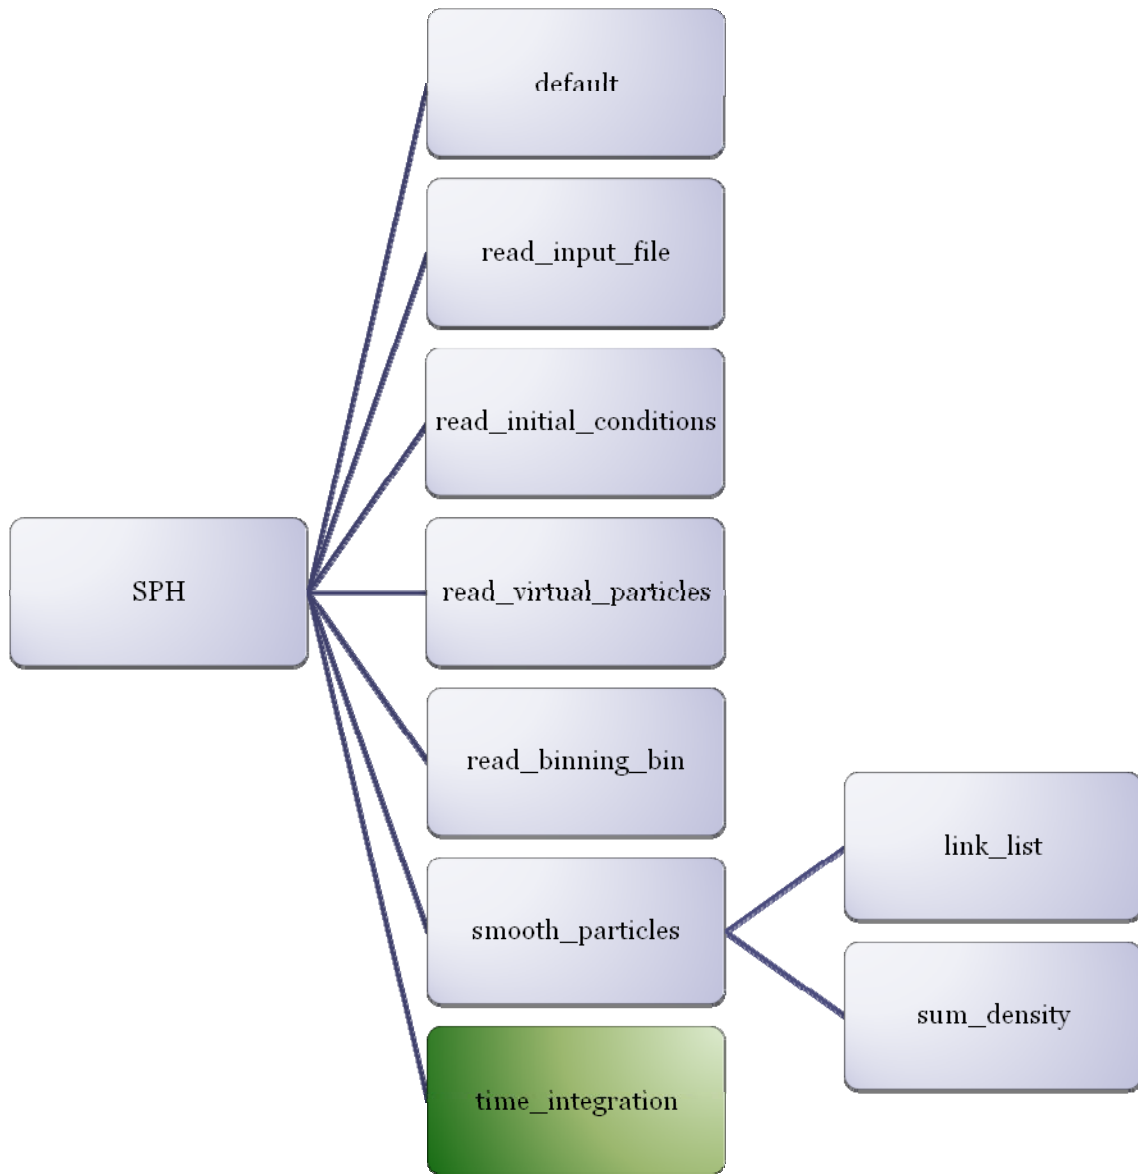 default
read_input_file
read_initial_conditions
SPH
read_virtual_particles
read_binning_bin
link_list
smooth_particles
sum_density
time_integration